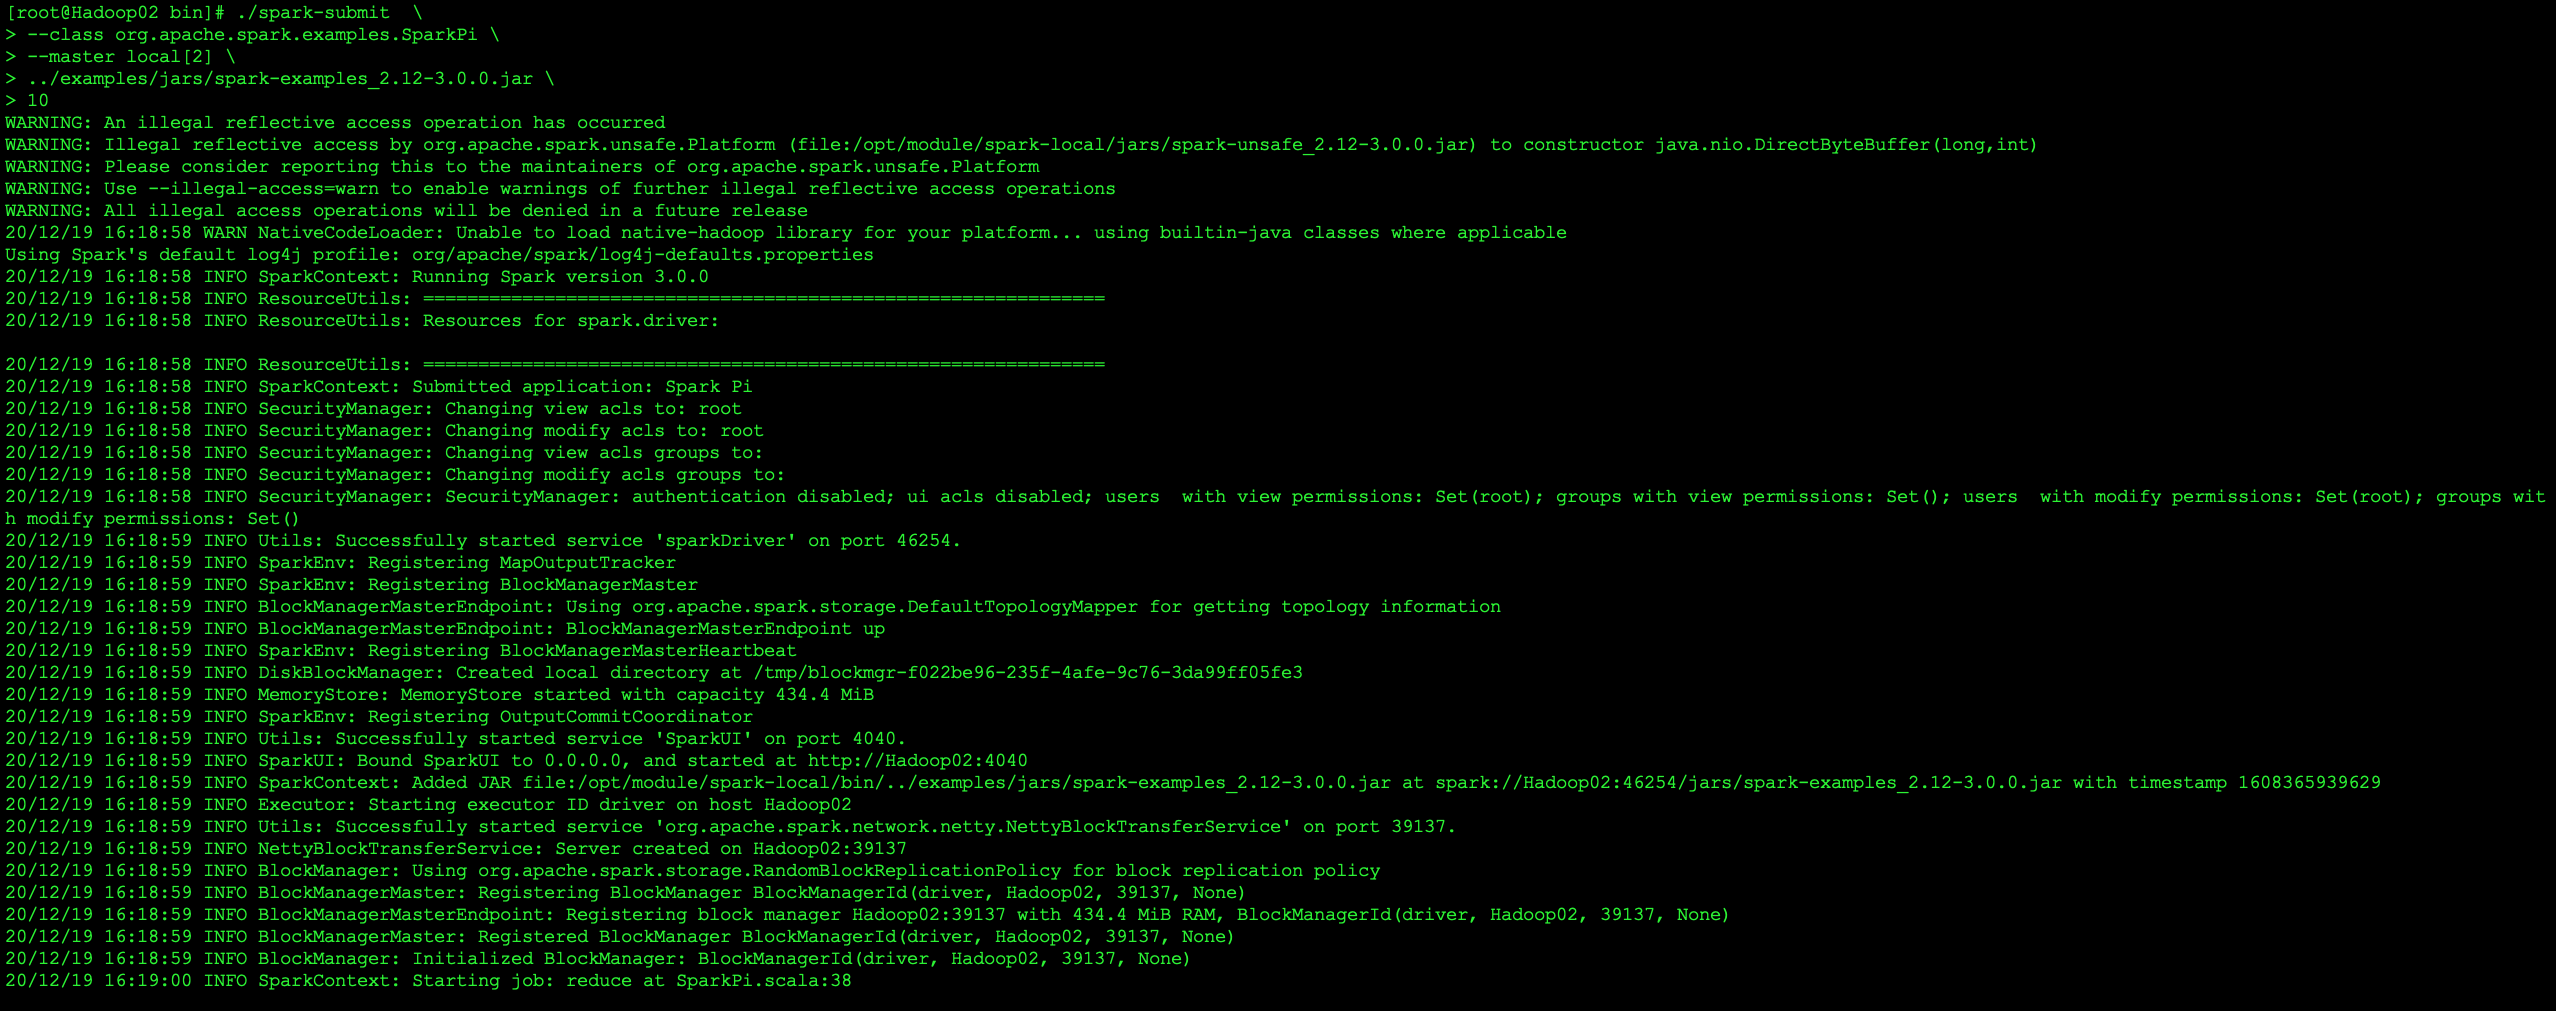 [root@Hadoop02 bin]# ./spark-submit  \
> --class org.apache.spark.examples.SparkPi \
> --master local[2] \
> ../examples/jars/spark-examples_2.12-3.0.0.jar \
> 10
WARNING: An illegal reflective access operation has occurred
WARNING: Illegal reflective access by org.apache.spark.unsafe.Platform (file:/opt/module/spark-local/jars/spark-unsafe_2.12-3.0.0.jar) to constructor java.nio.DirectByteBuffer(long,int)
WARNING: Please consider reporting this to the maintainers of org.apache.spark.unsafe.Platform
WARNING: Use --illegal-access=warn to enable warnings of further illegal reflective access operations
WARNING: All illegal access operations will be denied in a future release
20/12/19 16:18:58 WARN NativeCodeLoader: Unable to load native-hadoop library for your platform... using builtin-java classes where applicable
Using Spark's default log4j profile: org/apache/spark/log4j-defaults.properties
20/12/19 16:18:58 INFO SparkContext: Running Spark version 3.0.0
20/12/19 16:18:58 INFO ResourceUtils: ==============================================================
20/12/19 16:18:58 INFO ResourceUtils: Resources for spark.driver:

20/12/19 16:18:58 INFO ResourceUtils: ==============================================================
20/12/19 16:18:58 INFO SparkContext: Submitted application: Spark Pi
20/12/19 16:18:58 INFO SecurityManager: Changing view acls to: root
20/12/19 16:18:58 INFO SecurityManager: Changing modify acls to: root
20/12/19 16:18:58 INFO SecurityManager: Changing view acls groups to:
20/12/19 16:18:58 INFO SecurityManager: Changing modify acls groups to:
20/12/19 16:18:58 INFO SecurityManager: SecurityManager: authentication disabled; ui acls disabled; users  with view permissions: Set(root); groups with view permissions: Set(); users  with modify permissions: Set(root); groups wit
h modify permissions: Set()
20/12/19 16:18:59 INFO Utils: Successfully started service 'sparkDriver' on port 46254.
20/12/19 16:18:59 INFO SparkEnv: Registering MapOutputTracker
20/12/19 16:18:59 INFO SparkEnv: Registering BlockManagerMaster
20/12/19 16:18:59 INFO BlockManagerMasterEndpoint: Using org.apache.spark.storage.DefaultTopologyMapper for getting topology information
20/12/19 16:18:59 INFO BlockManagerMasterEndpoint: BlockManagerMasterEndpoint up
20/12/19 16:18:59 INFO SparkEnv: Registering BlockManagerMasterHeartbeat
20/12/19 16:18:59 INFO DiskBlockManager: Created local directory at /tmp/blockmgr-f022be96-235f-4afe-9c76-3da99ff05fe3
20/12/19 16:18:59 INFO MemoryStore: MemoryStore started with capacity 434.4 MiB
20/12/19 16:18:59 INFO SparkEnv: Registering OutputCommitCoordinator
20/12/19 16:18:59 INFO Utils: Successfully started service 'SparkUI' on port 4040.
20/12/19 16:18:59 INFO SparkUI: Bound SparkUI to 0.0.0.0, and started at http://Hadoop02:4040
20/12/19 16:18:59 INFO SparkContext: Added JAR file:/opt/module/spark-local/bin/../examples/jars/spark-examples_2.12-3.0.0.jar at spark://Hadoop02:46254/jars/spark-examples_2.12-3.0.0.jar with timestamp 1608365939629
20/12/19 16:18:59 INFO Executor: Starting executor ID driver on host Hadoop02
20/12/19 16:18:59 INFO Utils: Successfully started service 'org.apache.spark.network.netty.NettyBlockTransferService' on port 39137.
20/12/19 16:18:59 INFO NettyBlockTransferService: Server created on Hadoop02:39137
20/12/19 16:18:59 INFO BlockManager: Using org.apache.spark.storage.RandomBlockReplicationPolicy for block replication policy
20/12/19 16:18:59 INFO BlockManagerMaster: Registering BlockManager BlockManagerId(driver, Hadoop02, 39137, None)
20/12/19 16:18:59 INFO BlockManagerMasterEndpoint: Registering block manager Hadoop02:39137 with 434.4 MiB RAM, BlockManagerId(driver, Hadoop02, 39137, None)
20/12/19 16:18:59 INFO BlockManagerMaster: Registered BlockManager BlockManagerId(driver, Hadoop02, 39137, None)
20/12/19 16:18:59 INFO BlockManager: Initialized BlockManager: BlockManagerId(driver, Hadoop02, 39137, None)
20/12/19 16:19:00 INFO SparkContext: Starting job: reduce at SparkPi.scala:38